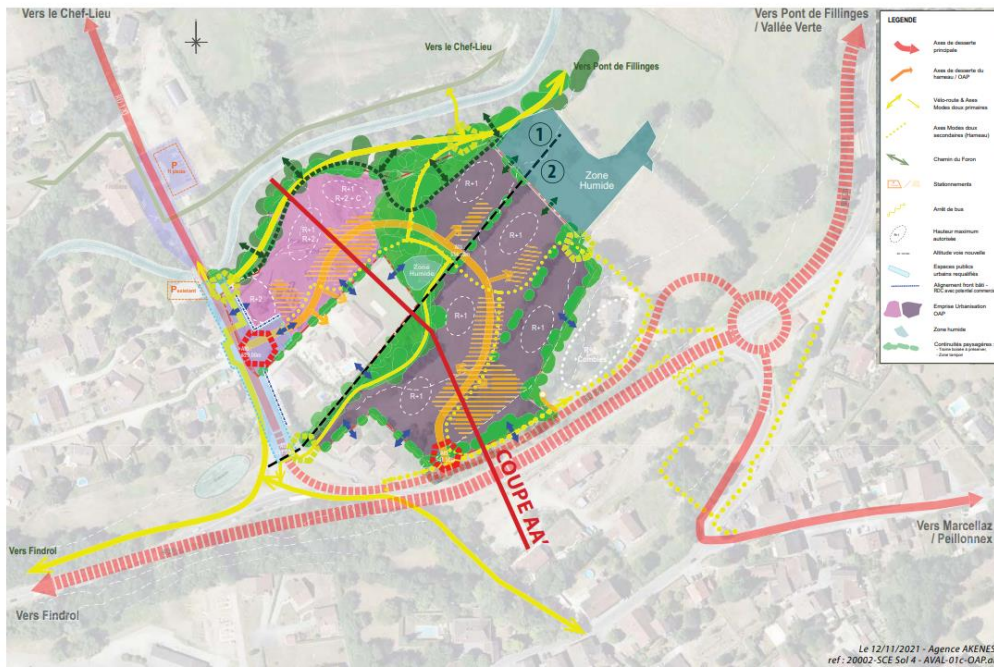 Vers le Chef-Lieu
Vers le Chef-Lieu
Vers Pont de Fillinges
Vers Pont de Fillinges
/ Vallée Verte
LEGENDE
Axes de desserte
principale
Axes de desserte du
hameau / OAP
Vélo-route & Axes
Modes doux primaires
Axes Modes doux
secondaires (Hameau)
Chemin du Foron
Stationnements
Arrêt de bus
Hauteur maximum
autorisée
Altitude voie nouvelle
Espaces publics
urbains requalifiés
Alignement front bâti -
RDC avec potentiel commerce
Emprise Urbanisation
OAP
Zone humide
Continuités paysagères:
1
2
Zone
Humide
P
R+1
R+2 + C
R+1
R+2
R+2
R+1
R+1
R+1
R+1
R+1
R+1
Zone
Humide
P
COUPE AA'
Vers Findrol
Vers Findrol
Vers Marcellaz
/ Peillonnex
Le 12/11/2021 - Agence AKENES
ref : 20002-SCE Sol 4 - AVAL-01c-OAP.a